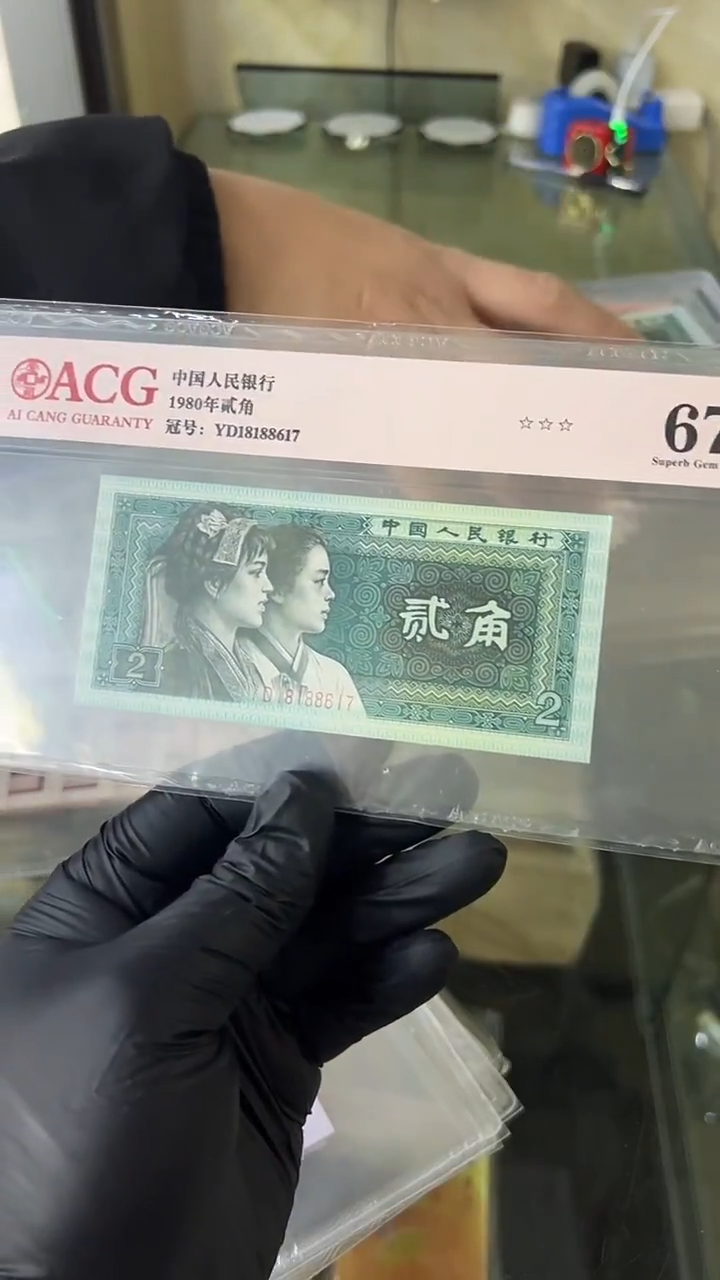 ACG
AI CANG GUARANTY
中国人民银行
1980年贰角
冠号：YD18188617
☆☆☆
67
Superb Gem
中国人民银行
贰角
2
YD18188617
2